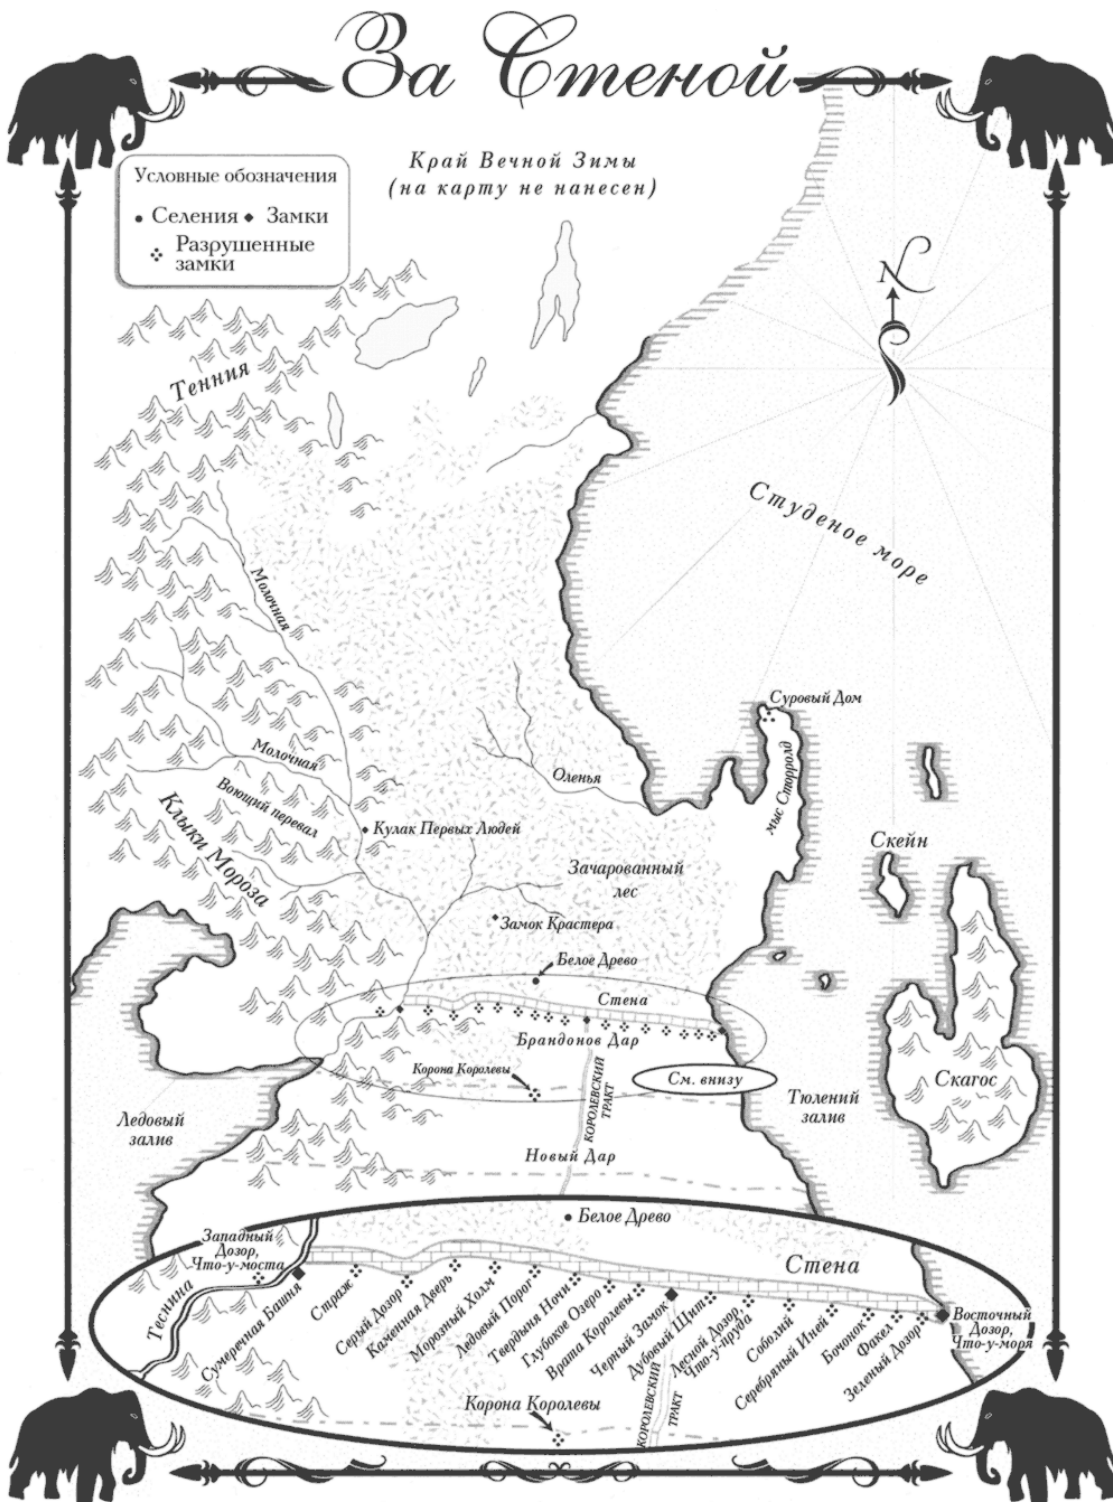 За Стеной
Край Вечной Зимы
(на карту не нанесен)
Условные обозначения
Селения Замки
Разрушенные
замки
N
Тенния
Студеное море
Молочная
Суровый Дом
мыс Сторролд
Оленья
Молочная
Воющий перевал
Клыки Мороза
Кулак Первых Людей
Скейн
Зачарованный
лес
Замок Крастера
Белое Древо
Стена
Брандонов Дар
Корона Королевы
КОРОЛЕВСКИЙ
ТРАКТ
См. внизу
Скагос
Тюлений
залив
Ледовый
залив
Новый Дар
Белое Древо
Западный
Дозор,
Что-у-моста
Стена
Теснина
Сумеречная Башня
Страж
Серый Дозор
Каменная Дверь
Морозный Холм
Ледовый Порог
Твердыня Ночи
Глубокое Озеро
Врата Королевы
Черный Замок
Дубовый Щит
Лесной Дозор,
Что-у-пруда
Соболий
Серебряный Иней
Бочонок
Факел
Зеленый Дозор
Восточный
Дозор,
Что-у-моря
Корона Королевы
КОРОЛЕВСКИЙ
ТРАКТ